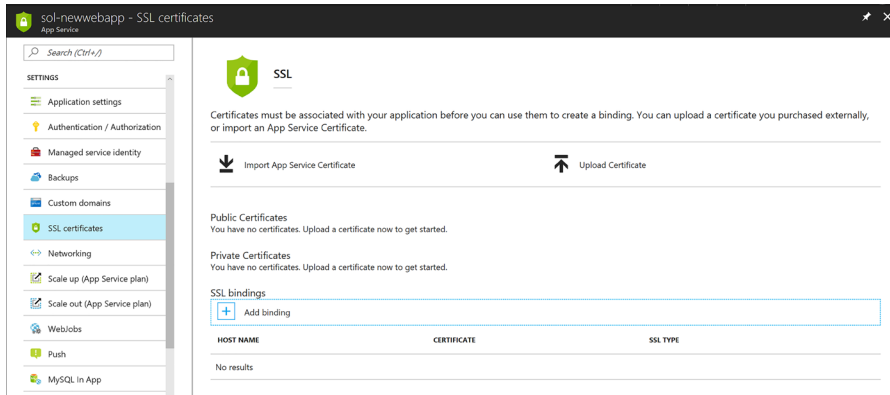 sol-newwebapp - SSL certificates
App Service
Search (Ctrl+/)
SETTINGS
Application settings
Authentication / Authorization
Managed service identity
Backups
Custom domains
SSL certificates
Networking
Scale up (App Service plan)
Scale out (App Service plan)
WebJobs
Push
MySQL In App
SSL
Certificates must be associated with your application before you can use them to create a binding. You can upload a certificate you purchased externally,
or import an App Service Certificate.
Import App Service Certificate
Upload Certificate
Public Certificates
You have no certificates. Upload a certificate now to get started.
Private Certificates
You have no certificates. Upload a certificate now to get started.
SSL bindings
Add binding
HOST NAME CERTIFICATE SSL TYPE
No results